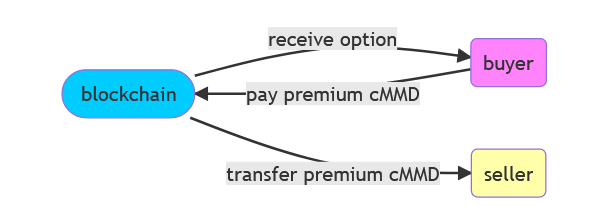 receive option
buyer
blockchain
pay premium cMMD
transfer premium cMMD
seller